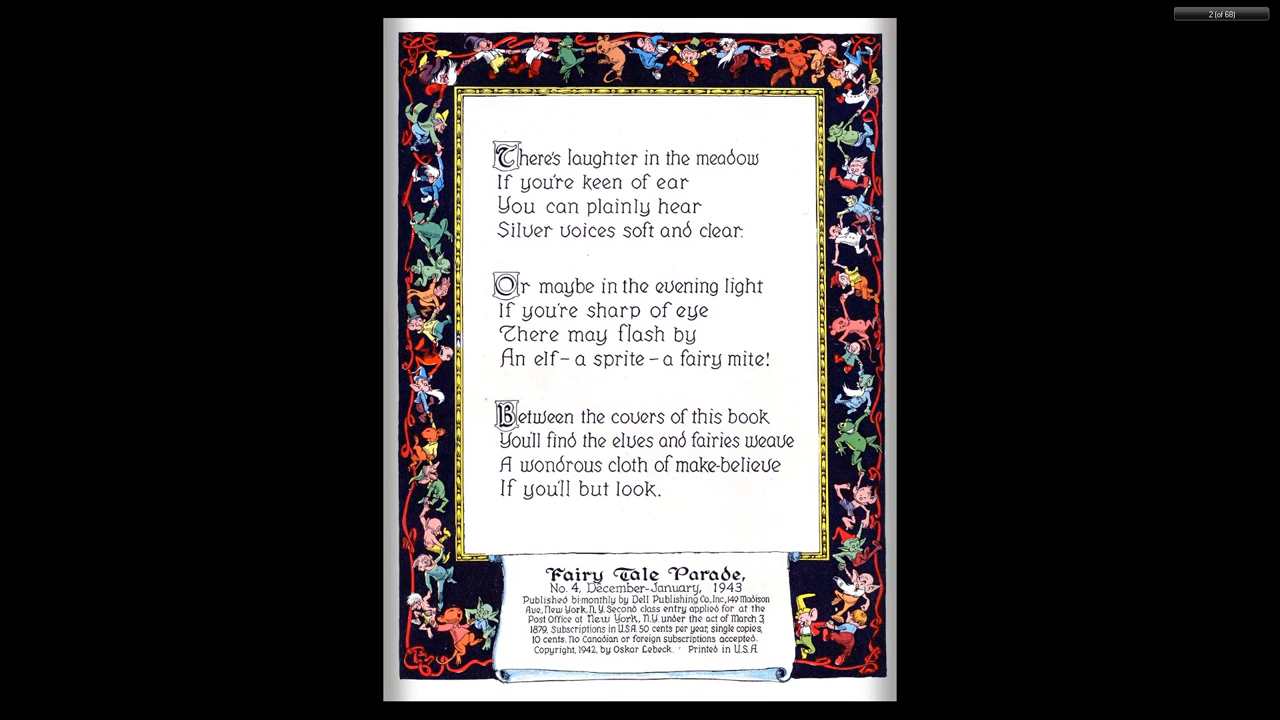 2 (of 68)
There's laughter in the meadow
If you're keen of ear
You can plainly hear
Silver voices soft and clear.
Or maybe in the evening light
If you're sharp of eye
There may flash by
An elf – a sprite – a fairy mite!
Between the covers of this book
You'll find the elves and fairies weave
A wondrous cloth of make-believe
If you'll but look.
Fairy Tale Parade,
No. 4, December-January, 1943
Published bi-monthly by Dell Publishing Co., Inc., 149 Madison
Ave., New York, N. Y. Second class entry applied for at the
Post Office at New York, N.Y. under the act of March 3,
1879. Subscriptions in U.S.A. 50 cents per year, single copies,
10 cents. No Canadian or foreign subscriptions accepted.
Copyright, 1942, by Oskar Lebeck. Printed in U.S.A.